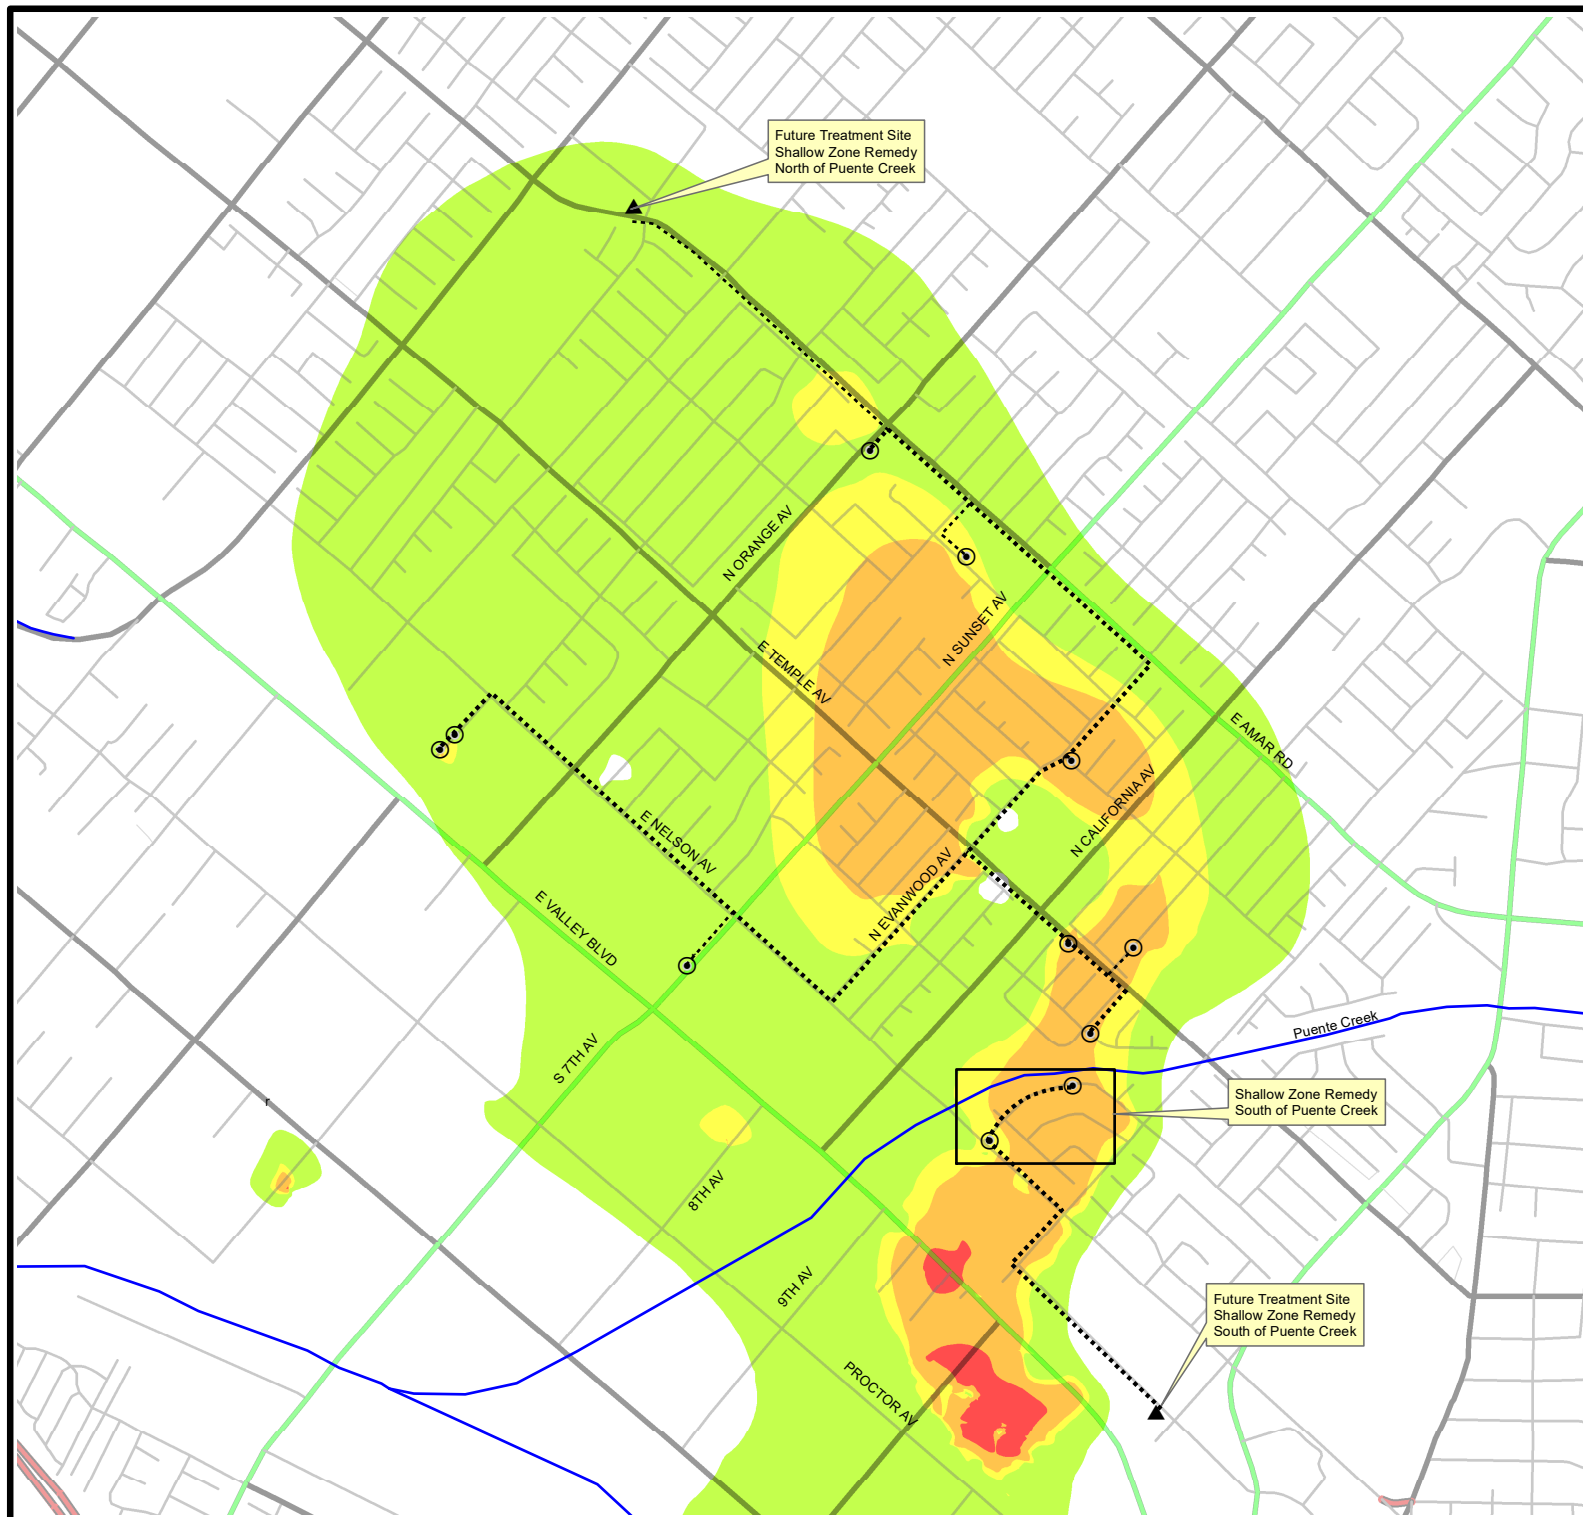 Future Treatment Site
Shallow Zone Remedy
North of Puente Creek
N ORANGE AV
N SUNSET AV
E TEMPLE AV
E AMAR RD
N CALIFORNIA AV
E NELSON AV
N EVANWOOD AV
E VALLEY BLVD
Puente Creek
S 7TH AV
Shallow Zone Remedy
South of Puente Creek
r
8TH AV
9TH AV
Future Treatment Site
Shallow Zone Remedy
South of Puente Creek
PROCTOR AV